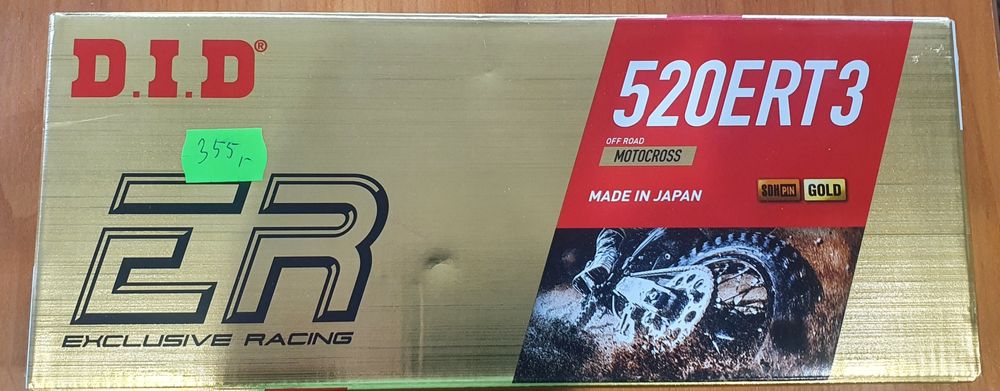 D.I.D®
355,-
ER
EXCLUSIVE RACING
520ERT3
OFF ROAD
MOTOCROSS
MADE IN JAPAN
SDH PIN GOLD